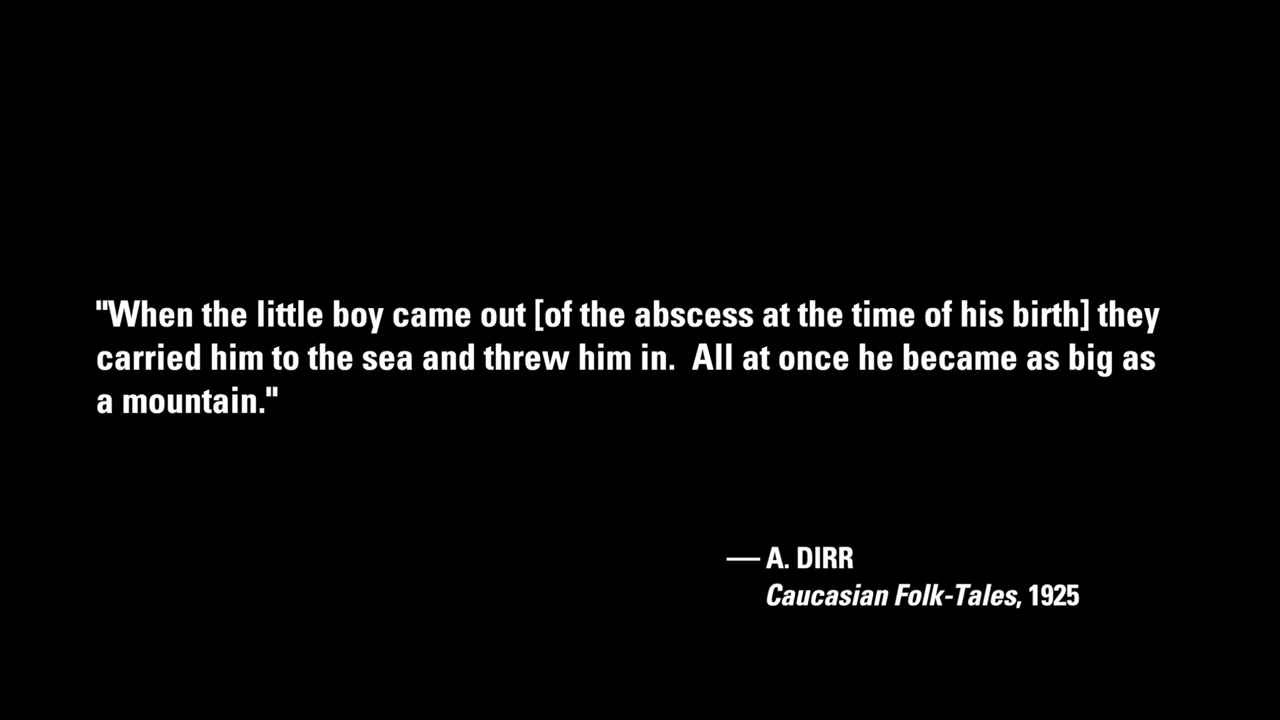 "When the little boy came out [of the abscess at the time of his birth] they
carried him to the sea and threw him in.  All at once he became as big as
a mountain."
— A. DIRR
Caucasian Folk-Tales, 1925